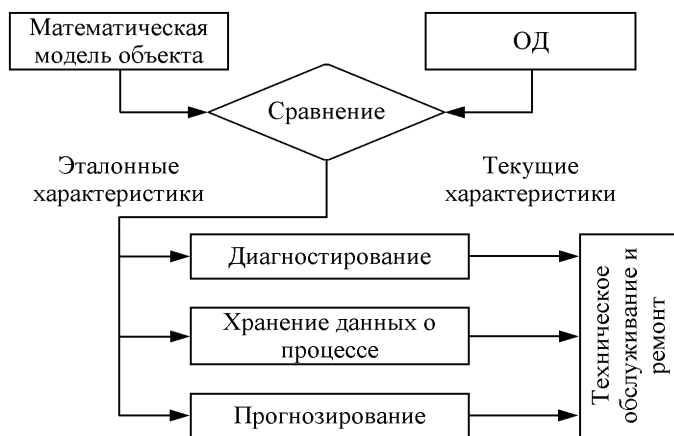 Математическая
модель объекта
ОД
Сравнение
Эталонные
характеристики
Текущие
характеристики
Диагностирование
Хранение данных о
процессе
Прогнозирование
Техническое
обслуживание и
ремонт